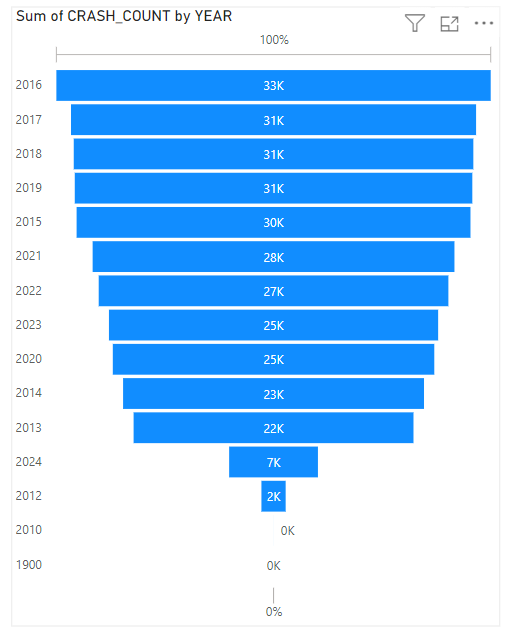 Sum of CRASH_COUNT by YEAR
100%
2016 33K
2017 31K
2018 31K
2019 31K
2015 30K
2021 28K
2022 27K
2023 25K
2020 25K
2014 23K
2013 22K
2024 7K
2012 2K
2010 0K
1900 0K
0%